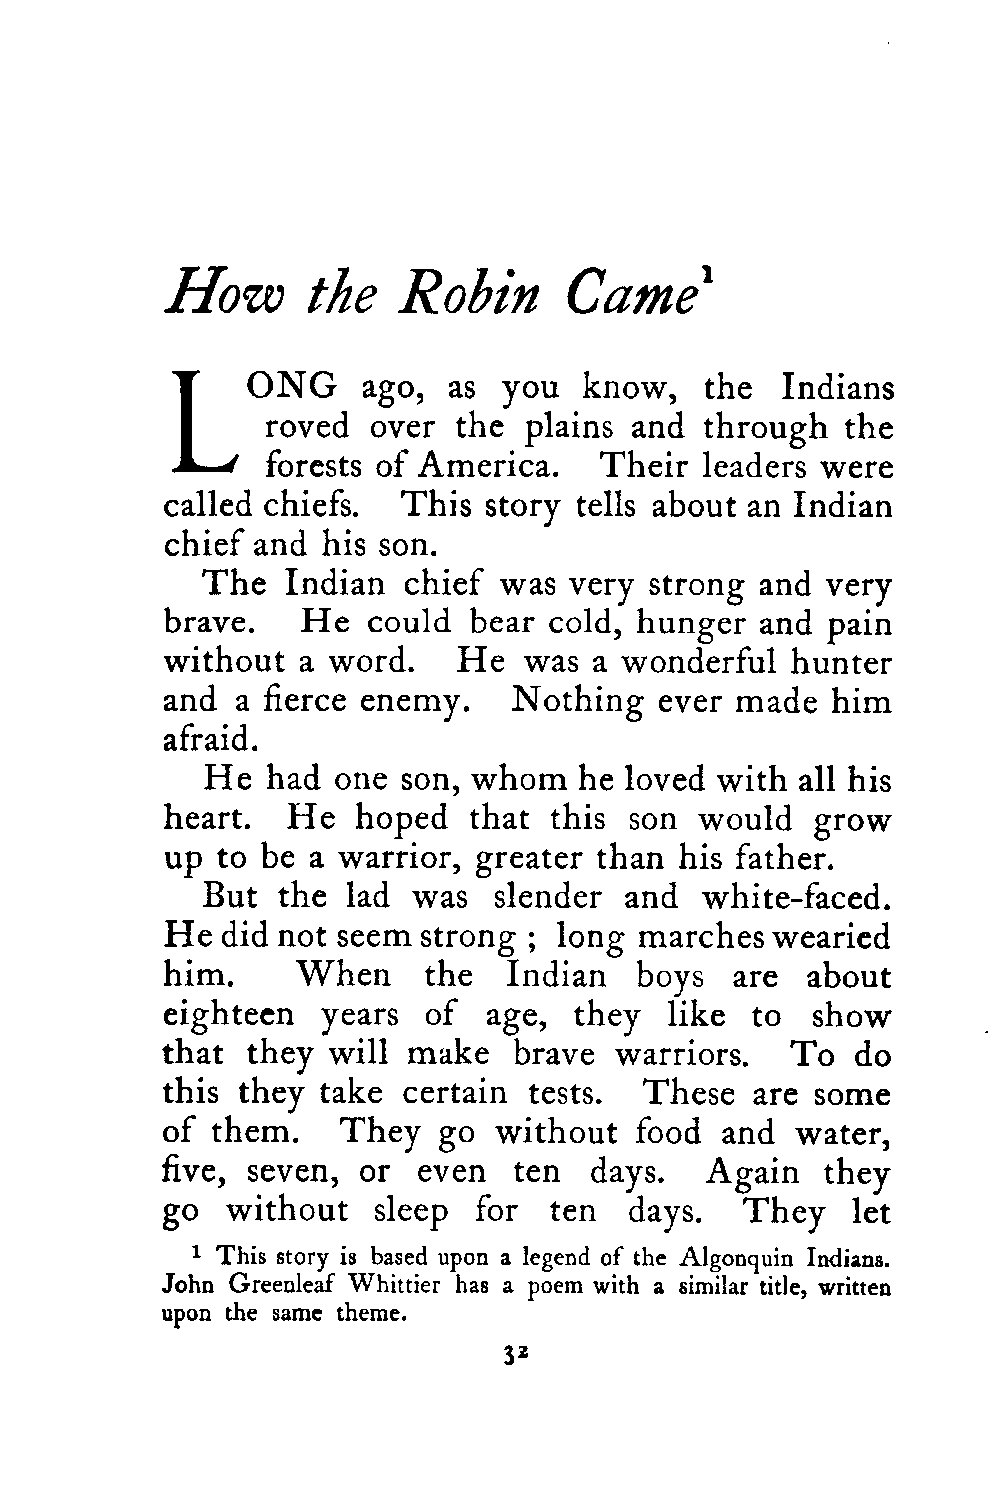 How the Robin Came¹
LONG ago, as you know, the Indians
roved over the plains and through the
forests of America. Their leaders were
called chiefs. This story tells about an Indian
chief and his son.
The Indian chief was very strong and very
brave. He could bear cold, hunger and pain
without a word. He was a wonderful hunter
and a fierce enemy. Nothing ever made him
afraid.
He had one son, whom he loved with all his
heart. He hoped that this son would grow
up to be a warrior, greater than his father.
But the lad was slender and white-faced.
He did not seem strong ; long marches wearied
him. When the Indian boys are about
eighteen years of age, they like to show
that they will make brave warriors. To do
this they take certain tests. These are some
of them. They go without food and water,
five, seven, or even ten days. Again they
go without sleep for ten days. They let
¹ This story is based upon a legend of the Algonquin Indians.
John Greenleaf Whittier has a poem with a similar title, written
upon the same theme.
32